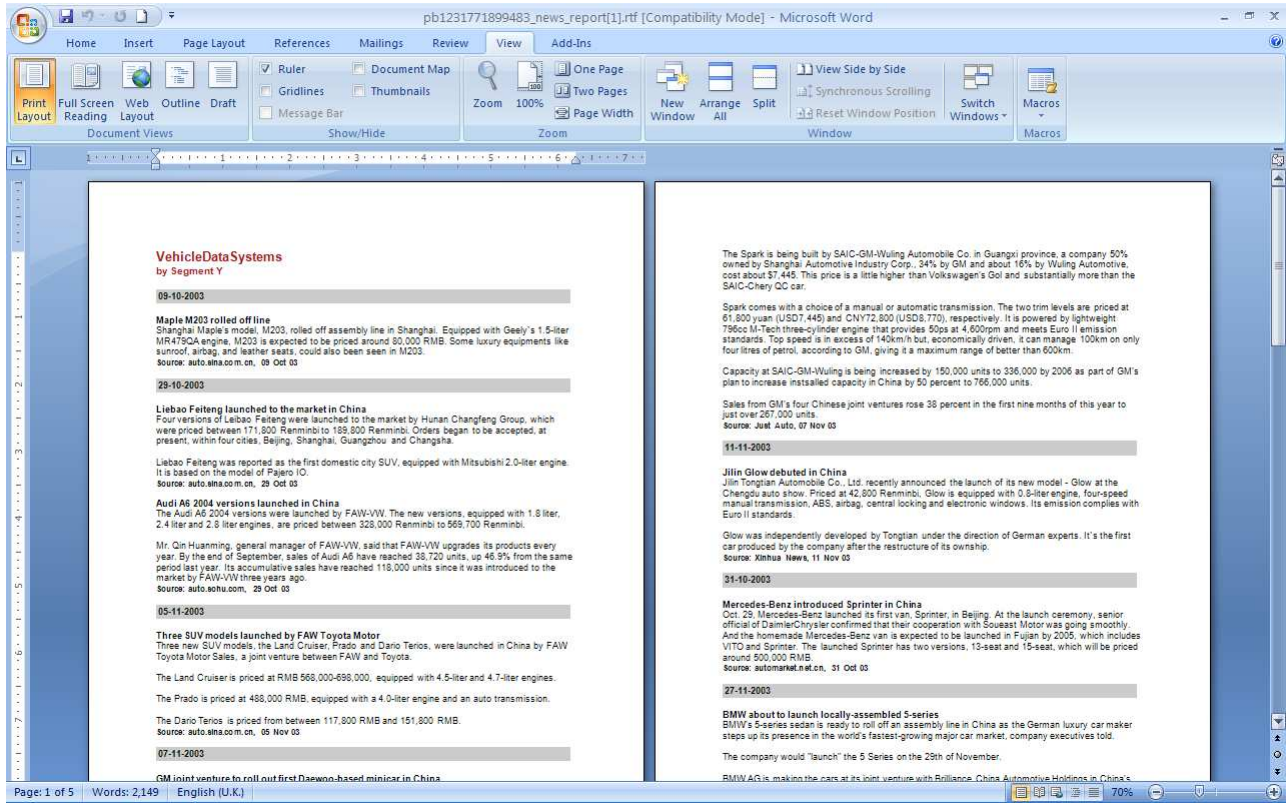 pb1231771899483_news_report[1].rtf [Compatibility Mode] - Microsoft Word
Home Insert Page Layout References Mailings Review View Add-Ins
Print Layout
Full Screen Reading
Web Layout
Outline
Draft
Document Views
Ruler
Gridlines
Message Bar
Document Map
Thumbnails
Show/Hide
Zoom
100%
One Page
Two Pages
Page Width
Zoom
New Window
Arrange All
Split
View Side by Side
Synchronous Scrolling
Reset Window Position
Switch Windows
Window
Macros
Macros
VehicleDataSystems
by Segment Y
09-10-2003
Maple M203 rolled off line
Shanghai Maple's model, M203, rolled off assembly line in Shanghai. Equipped with Geely`s 1.5-liter
MR479QA engine, M203 is expected to be priced around 80,000 RMB. Some luxury equipments like
sunroof, airbag, and leather seats, could also been seen in M203.
Source: auto.sina.com.cn, 09 Oct 03
29-10-2003
Liebao Feiteng launched to the market in China
Four versions of Leibao Feiteng were launched to the market by Hunan Changfeng Group, which
were priced between 171,800 Renminbi to 189,800 Renminbi. Orders began to be accepted, at
present, within four cities, Beijing, Shanghai, Guangzhou and Changsha.
Liebao Feiteng was reported as the first domestic city SUV, equipped with Mitsubishi 2.0-liter engine.
It is based on the model of Pajero IO.
Source: auto.sina.com.cn, 29 Oct 03
Audi A6 2004 versions launched in China
The Audi A6 2004 versions were launched by FAW-VW. The new versions, equipped with 1.8 liter,
2.4 liter and 2.8 liter engines, are priced between 328,000 Renminbi to 569,700 Renminbi.
Mr. Qin Huanming, general manager of FAW-VW, said that FAW-VW upgrades its products every
year. By the end of September, sales of Audi A6 have reached 38,720 units, up 46.9% from the same
period last year. Its accumulative sales have reached 118,000 units since it was introduced to the
market by FAW-VW three years ago.
Source: auto.sohu.com, 29 Oct 03
05-11-2003
Three SUV models launched by FAW Toyota Motor
Three new SUV models, the Land Cruiser, Prado and Dario Terios, were launched in China by FAW
Toyota Motor Sales, a joint venture between FAW and Toyota.
The Land Cruiser is priced at RMB 568,000-698,000, equipped with 4.5-liter and 4.7-liter engines.
The Prado is priced at 488,000 RMB, equipped with a 4.0-liter engine and an auto transmission.
The Dario Terios is priced from between 117,800 RMB and 151,800 RMB.
Source: auto.sina.com.cn, 05 Nov 03
07-11-2003
GM joint venture to roll out first Daewoo-based minicar in China
The Spark is being built by SAIC-GM-Wuling Automobile Co. in Guangxi province, a company 50%
owned by Shanghai Automotive Industry Corp., 34% by GM and about 16% by Wuling Automotive,
cost about $7,445. This price is a little higher than Volkswagen's Gol and substantially more than the
SAIC-Chery QC car.
Spark comes with a choice of a manual or automatic transmission. The two trim levels are priced at
61,800 yuan (USD7,445) and CNY72,800 (USD8,770), respectively. It is powered by lightweight
796cc M-Tech three-cylinder engine that provides 50ps at 4,600rpm and meets Euro II emission
standards. Top speed is in excess of 140km/h but, economically driven, it can manage 100km on only
four litres of petrol, according to GM, giving it a maximum range of better than 600km.
Capacity at SAIC-GM-Wuling is being increased by 150,000 units to 336,000 by 2006 as part of GM's
plan to increase instsalled capacity in China by 50 percent to 766,000 units.
Sales from GM's four Chinese joint ventures rose 38 percent in the first nine months of this year to
just over 267,000 units.
Source: Just Auto, 07 Nov 03
11-11-2003
Jilin Glow debuted in China
Jilin Tongtian Automobile Co., Ltd. recently announced the launch of its new model - Glow at the
Chengdu auto show. Priced at 42,800 Renminbi, Glow is equipped with 0.8-liter engine, four-speed
manual transmission, ABS, airbag, central locking and electronic windows. Its emission complies with
Euro II standards.
Glow was independently developed by Tongtian under the direction of German experts. It's the first
car produced by the company after the restructure of its ownship.
Source: Xinhua News, 11 Nov 03
31-10-2003
Mercedes-Benz introduced Sprinter in China
Oct. 29, Mercedes-Benz launched its first van, Sprinter, in Beijing. At the launch ceremony, senior
official of DaimlerChrysler confirmed that their cooperation with Soueast Motor was going smoothly.
And the homemade Mercedes-Benz van is expected to be launched in Fujian by 2005, which includes
VITO and Sprinter. The launched Sprinter has two versions, 13-seat and 15-seat, which will be priced
around 500,000 RMB.
Source: automarket.net.cn, 31 Oct 03
27-11-2003
BMW about to launch locally-assembled 5-series
BMW's 5-series sedan is ready to roll off an assembly line in China as the German luxury car maker
steps up its presence in the world's fastest-growing major car market, company executives told.
The company would "launch" the 5 Series on the 29th of November.
BMW AG is making the cars at its joint venture with Brilliance China Automotive Holdings in China's
Page: 1 of 5 Words: 2,149 English (U.K.) 70%